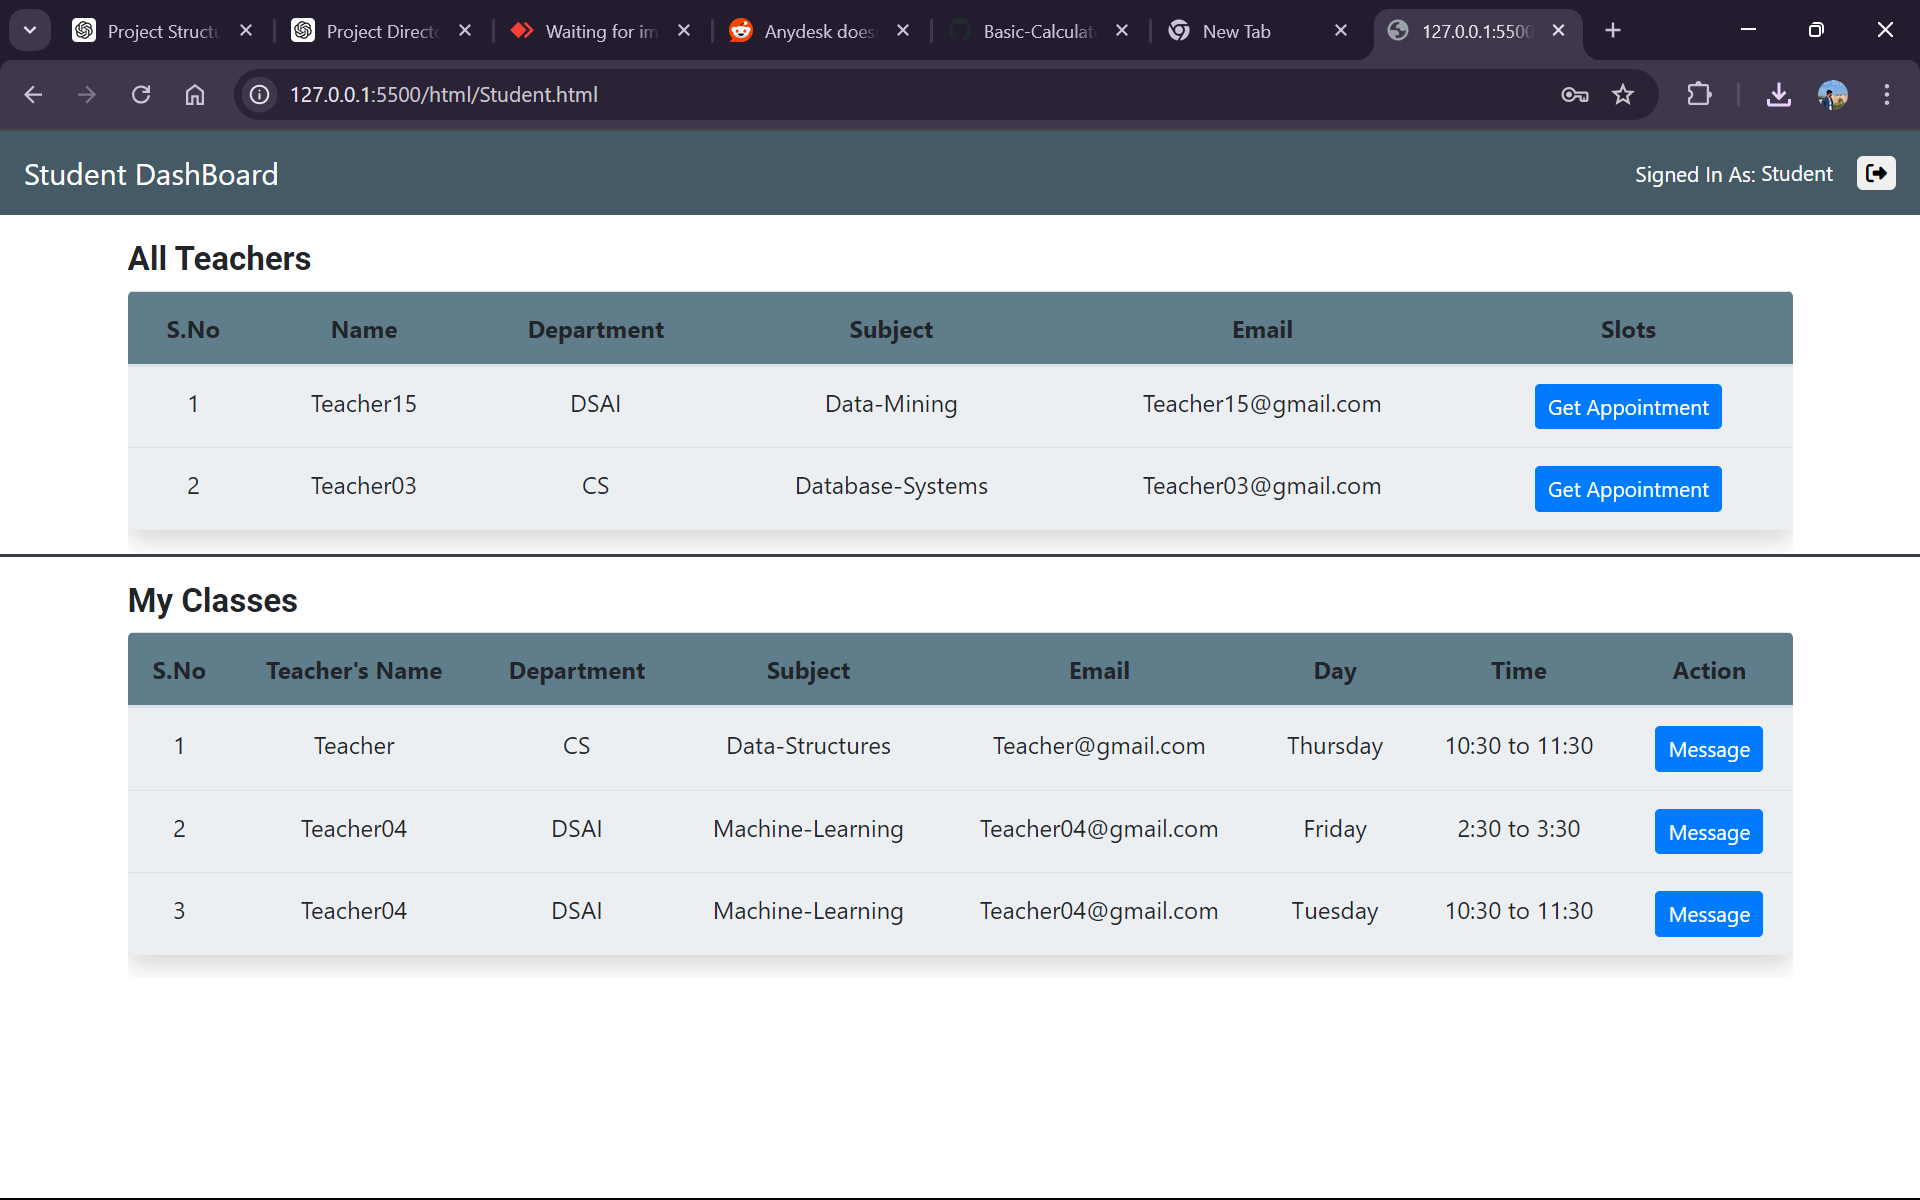 Project Structu
Project Directo
Waiting for im
Anydesk does
Basic-Calculat
New Tab
127.0.0.1:5500
127.0.0.1:5500/html/Student.html
Student DashBoard
Signed In As: Student
All Teachers
S.No Name Department Subject Email Slots
1 Teacher15 DSAI Data-Mining Teacher15@gmail.com Get Appointment
2 Teacher03 CS Database-Systems Teacher03@gmail.com Get Appointment
My Classes
S.No Teacher's Name Department Subject Email Day Time Action
1 Teacher CS Data-Structures Teacher@gmail.com Thursday 10:30 to 11:30 Message
2 Teacher04 DSAI Machine-Learning Teacher04@gmail.com Friday 2:30 to 3:30 Message
3 Teacher04 DSAI Machine-Learning Teacher04@gmail.com Tuesday 10:30 to 11:30 Message